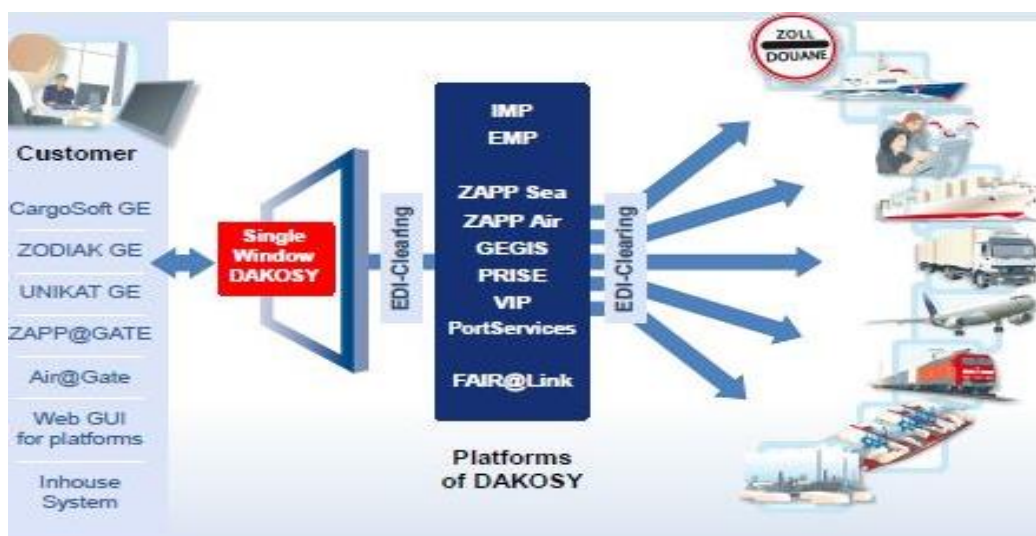 Customer
CargoSoft GE
ZODIAK GE
UNIKAT GE
ZAPP@GATE
Air@Gate
Web GUI
for platforms
Inhouse
System
Single
Window
DAKOSY
EDI-Clearing
IMP
EMP
ZAPP Sea
ZAPP Air
GEGIS
PRISE
VIP
PortServices
FAIR@Link
Platforms
of DAKOSY
EDI-Clearing
ZOLL
DOUANE